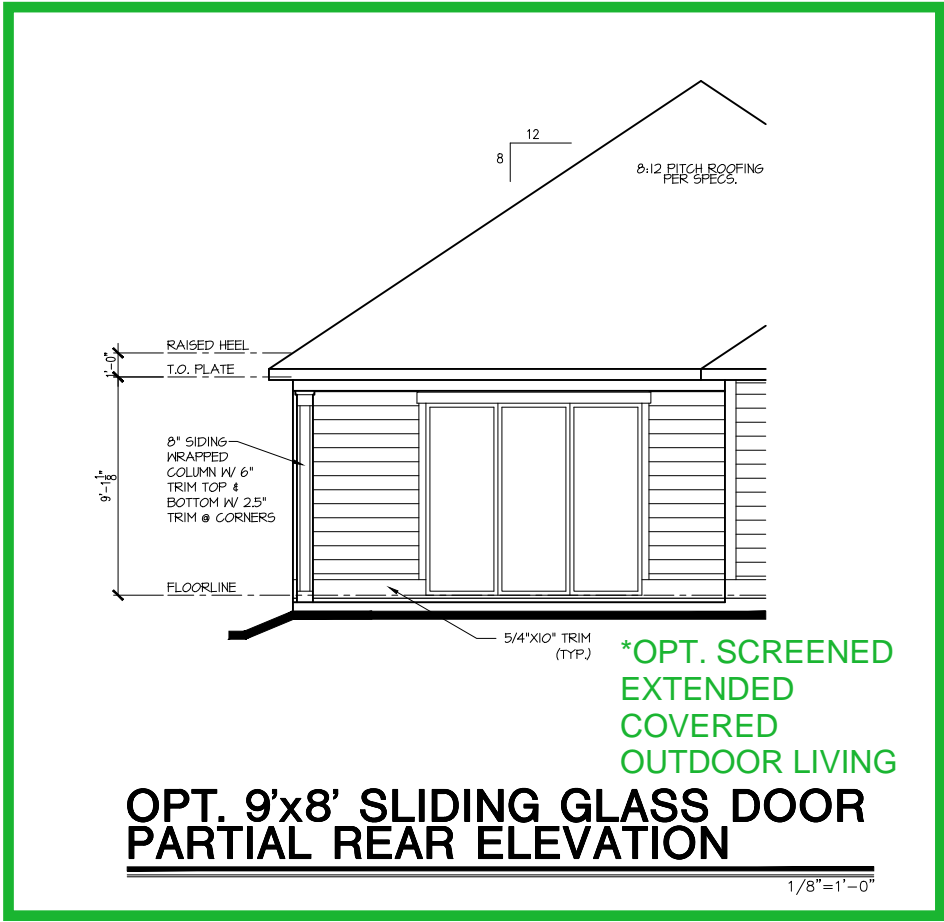 12
8
8:12 PITCH ROOFING
PER SPECS.
RAISED HEEL
1'-0"
T.O. PLATE
8" SIDING
WRAPPED
COLUMN W/ 6"
TRIM TOP &
BOTTOM W/ 2.5"
TRIM @ CORNERS
9'-1 1/8"
FLOORLINE
5/4"X10" TRIM
(TYP.)
*OPT. SCREENED
EXTENDED
COVERED
OUTDOOR LIVING
OPT. 9'x8' SLIDING GLASS DOOR
PARTIAL REAR ELEVATION
1/8"=1'-0"